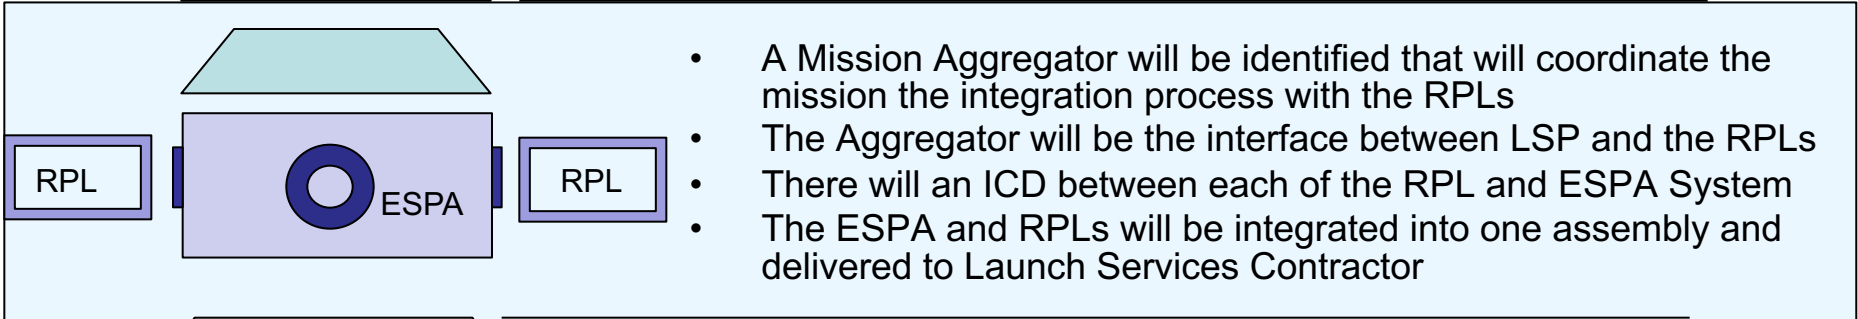 RPL
ESPA
RPL
• A Mission Aggregator will be identified that will coordinate the
mission the integration process with the RPLs
• The Aggregator will be the interface between LSP and the RPLs
• There will an ICD between each of the RPL and ESPA System
• The ESPA and RPLs will be integrated into one assembly and
delivered to Launch Services Contractor